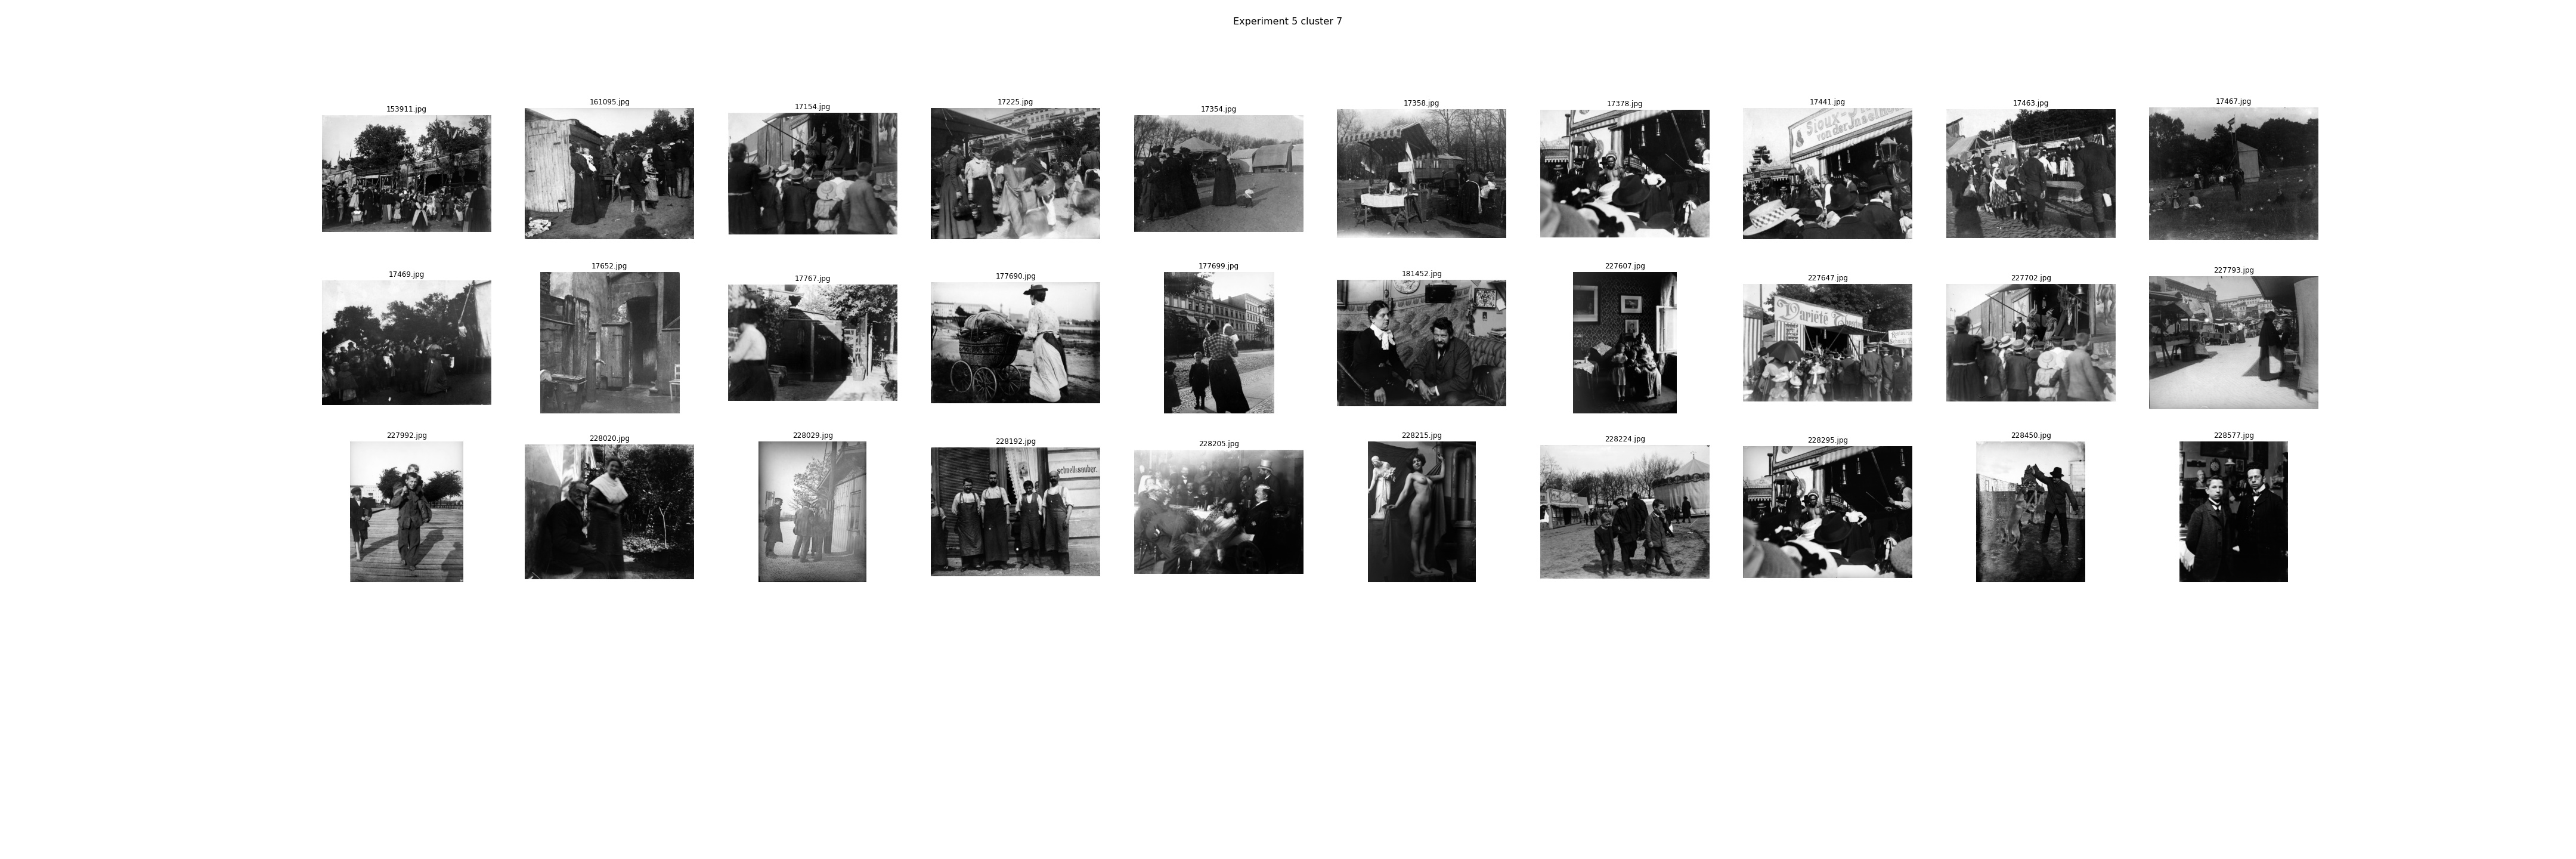 Experiment 5 cluster 7
153911.jpg
161095.jpg
17154.jpg
17225.jpg
17354.jpg
17358.jpg
17378.jpg
17441.jpg
17463.jpg
17467.jpg
Sioux-
von der Inselm
17469.jpg
17652.jpg
17767.jpg
177690.jpg
177699.jpg
181452.jpg
227607.jpg
227647.jpg
227702.jpg
227793.jpg
Variété
227992.jpg
228020.jpg
228029.jpg
228192.jpg
228205.jpg
228215.jpg
228224.jpg
228295.jpg
228450.jpg
228577.jpg
schnell u. sauber.